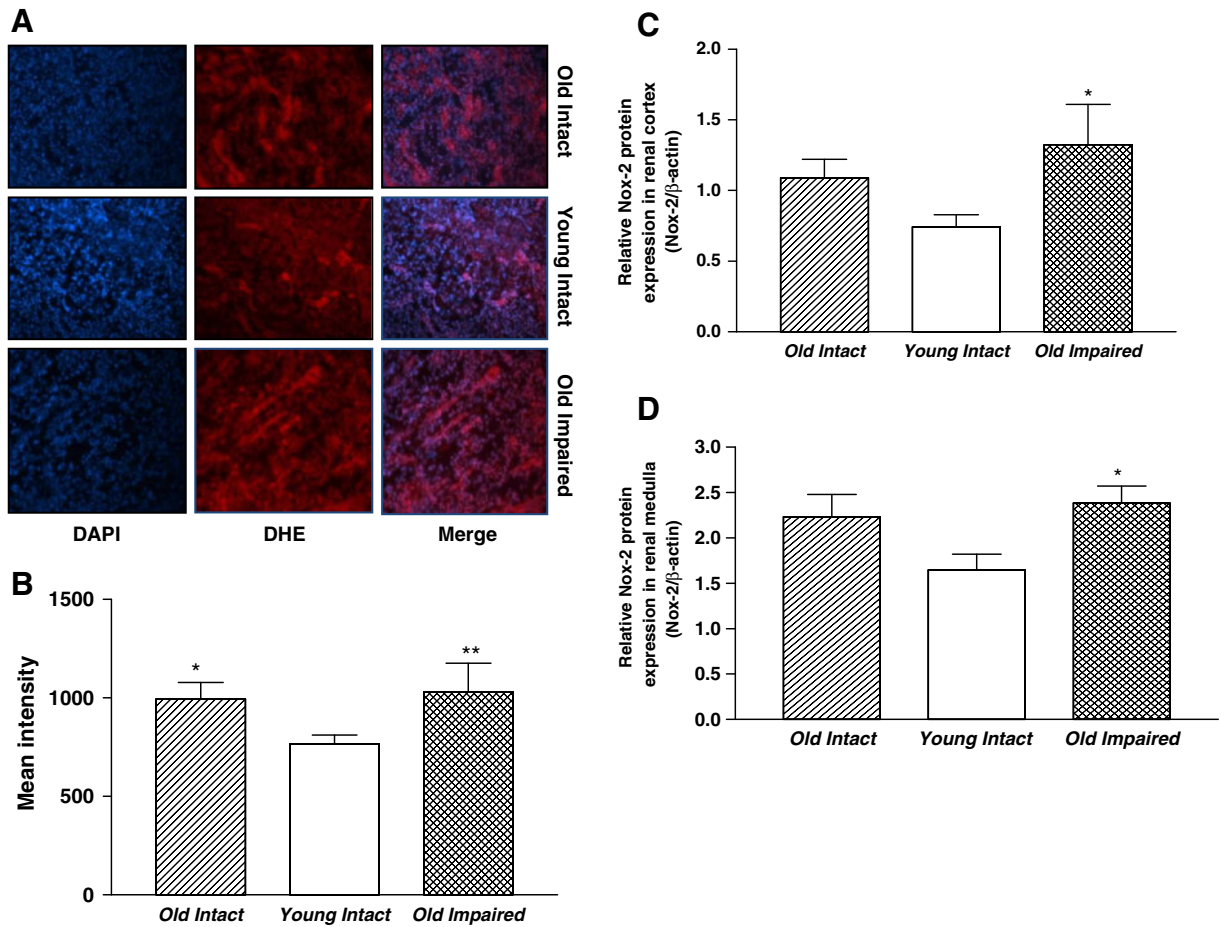 A
Old Intact
Young Intact
Old Impaired
DAPI DHE Merge
B
Mean intensity
1500
1000
500
0
*
**
Old Intact Young Intact Old Impaired
C
Relative Nox-2 protein
expression in renal cortex
(Nox-2/β-actin)
2.0
1.5
1.0
0.5
0.0
*
Old Intact Young Intact Old Impaired
D
Relative Nox-2 protein
expression in renal medulla
(Nox-2/β-actin)
3.0
2.5
2.0
1.5
1.0
0.5
0.0
*
Old Intact Young Intact Old Impaired